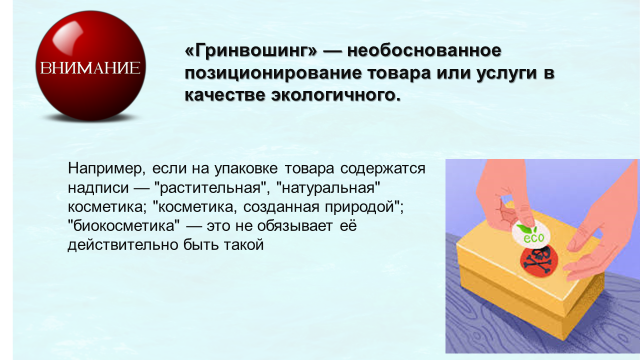 ВНИМАНИЕ
«Гринвошинг» — необоснованное
позиционирование товара или услуги в
качестве экологичного.
Например, если на упаковке товара содержатся
надписи — "растительная", "натуральная"
косметика; "косметика, созданная природой";
"биокосметика" — это не обязывает её
действительно быть такой
eco